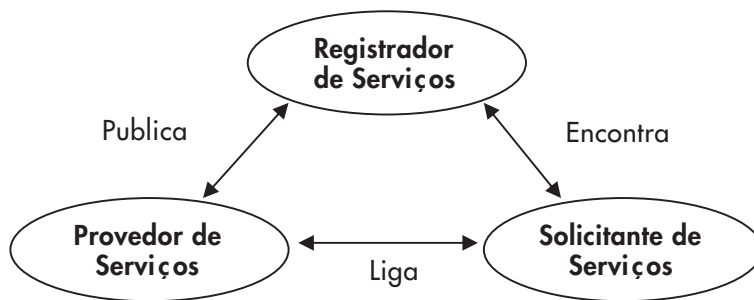 Registrador
de Serviços
Publica
Encontra
Provedor de
Serviços
Solicitante de
Serviços
Liga